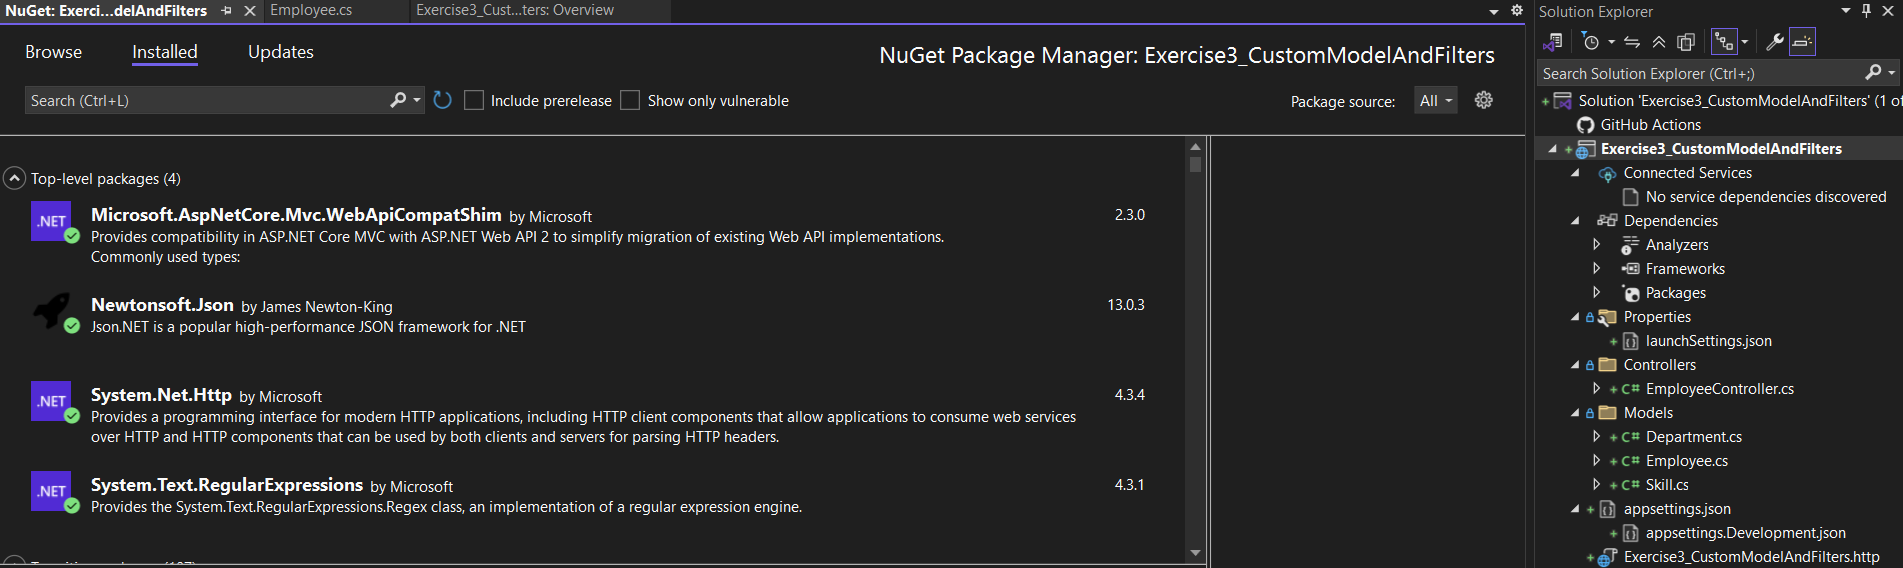 NuGet: Exerci...delAndFilters
Employee.cs
Exercise3_Cust...ters: Overview
Browse
Installed
Updates
NuGet Package Manager: Exercise3_CustomModelAndFilters
Search (Ctrl+L)
Include prerelease
Show only vulnerable
Package source:
All
Top-level packages (4)
.NET
Microsoft.AspNetCore.Mvc.WebApiCompatShim by Microsoft
2.3.0
Provides compatibility in ASP.NET Core MVC with ASP.NET Web API 2 to simplify migration of existing Web API implementations.
Commonly used types:
Newtonsoft.Json by James Newton-King
13.0.3
Json.NET is a popular high-performance JSON framework for .NET
.NET
System.Net.Http by Microsoft
4.3.4
Provides a programming interface for modern HTTP applications, including HTTP client components that allow applications to consume web services
over HTTP and HTTP components that can be used by both clients and servers for parsing HTTP headers.
.NET
System.Text.RegularExpressions by Microsoft
4.3.1
Provides the System.Text.RegularExpressions.Regex class, an implementation of a regular expression engine.
Solution Explorer
Search Solution Explorer (Ctrl+;)
Solution 'Exercise3_CustomModelAndFilters' (1 of
GitHub Actions
Exercise3_CustomModelAndFilters
Connected Services
No service dependencies discovered
Dependencies
Analyzers
Frameworks
Packages
Properties
launchSettings.json
Controllers
C# EmployeeController.cs
Models
C# Department.cs
C# Employee.cs
C# Skill.cs
appsettings.json
appsettings.Development.json
Exercise3_CustomModelAndFilters.http